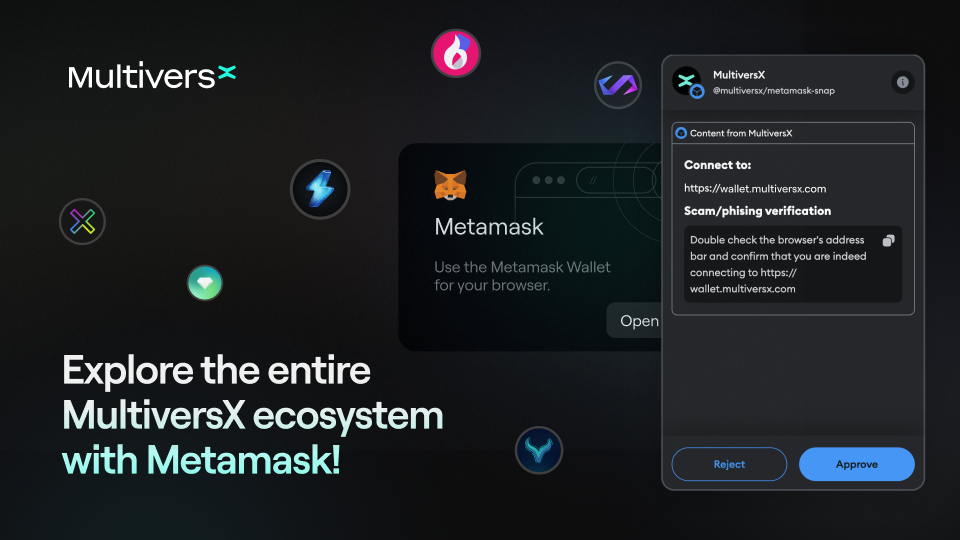 MultiversX
Explore the entire
MultiversX ecosystem
with Metamask!
Metamask
Use the Metamask Wallet
for your browser.
//
Open
MultiversX
@multiversx/metamask-snap
Content from MultiversX
Connect to:
https://wallet.multiversx.com
Scam/phising verification
Double check the browser's address
bar and confirm that you are indeed
connecting to https://
wallet.multiversx.com
Reject
Approve